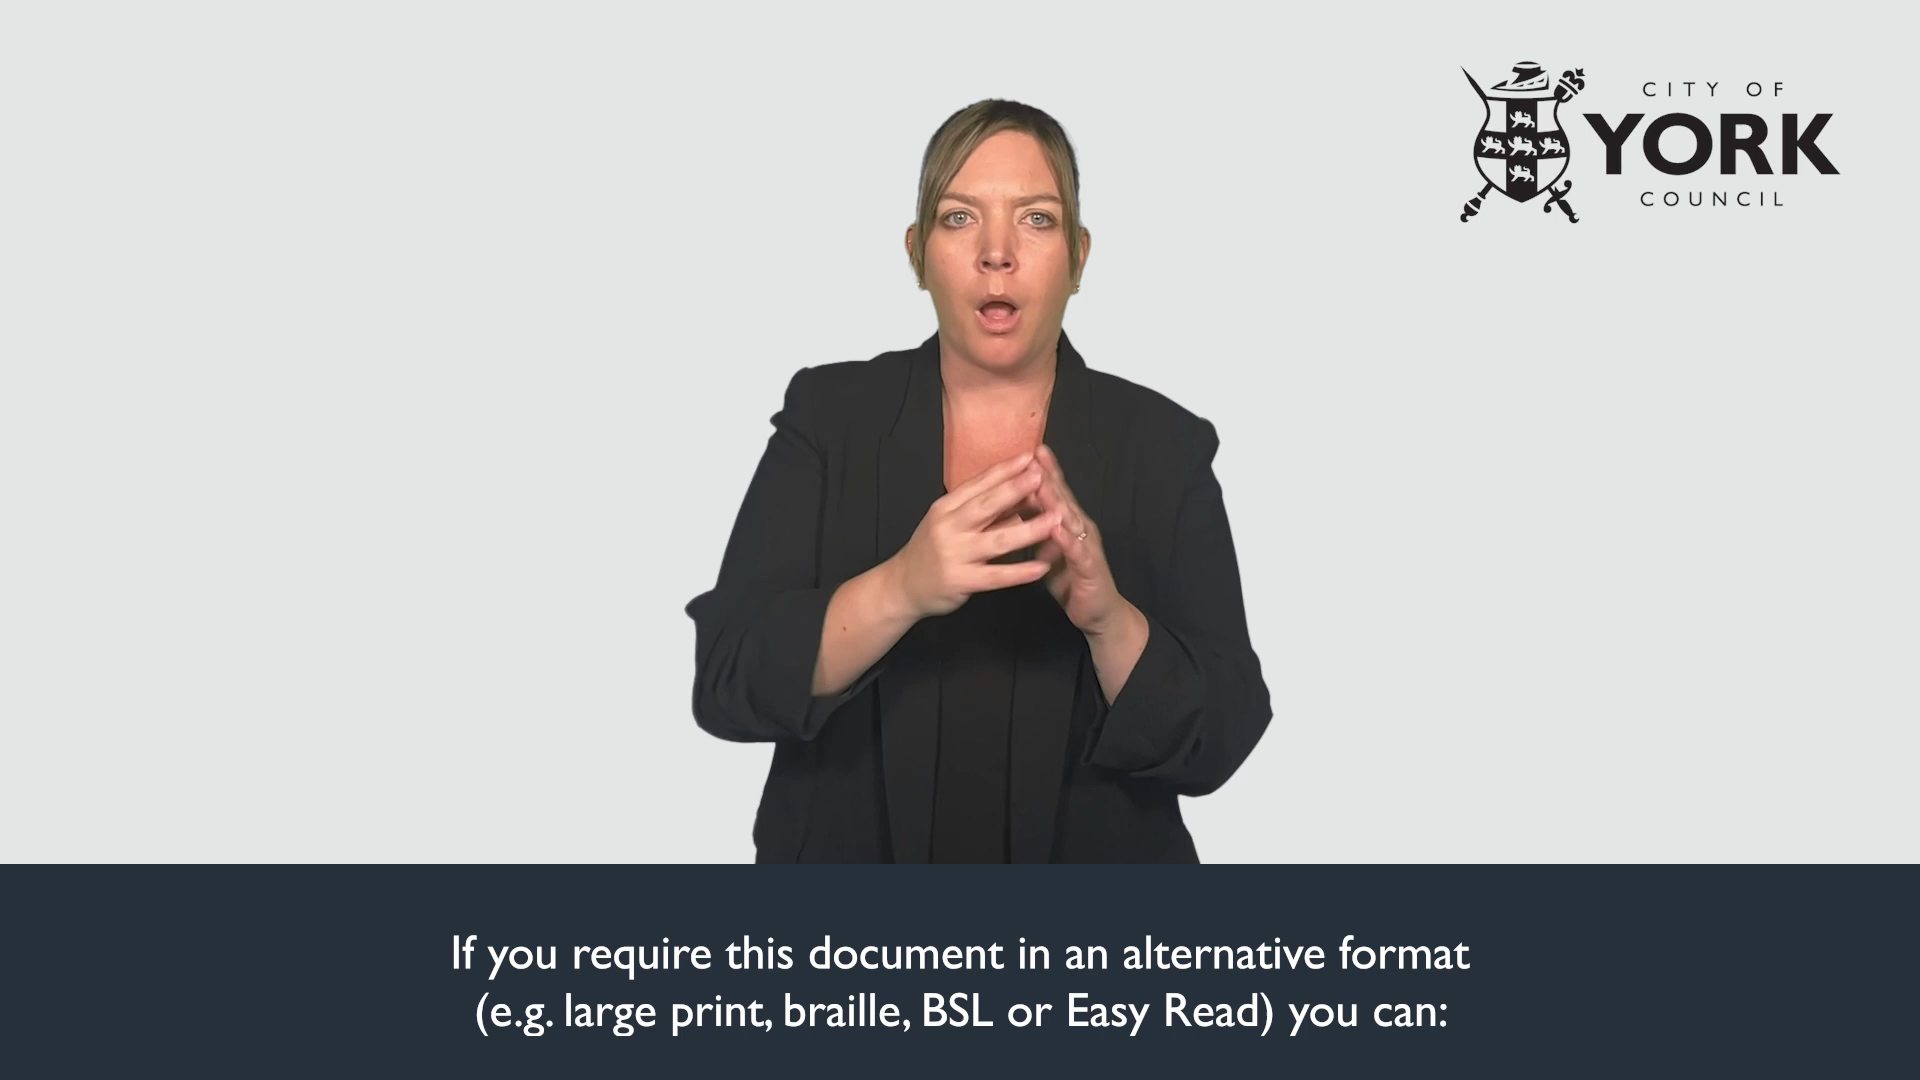 CITY OF
YORK
COUNCIL
If you require this document in an alternative format
(e.g. large print, braille, BSL or Easy Read) you can: